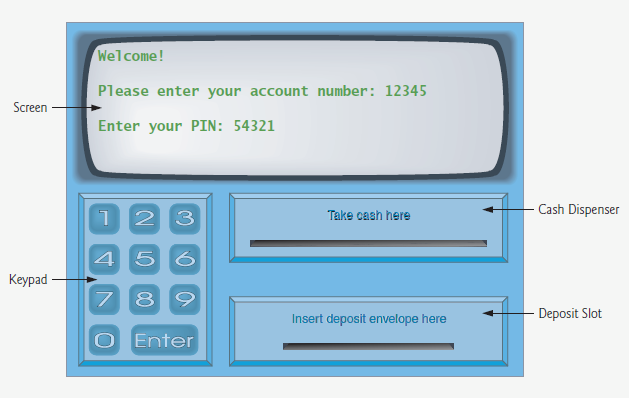 Welcome!
Please enter your account number: 12345
Screen
Enter your PIN: 54321
1 2 3
Take cash here
Cash Dispenser
4 5 6
Keypad
7 8 9
Insert deposit envelope here
Deposit Slot
0 Enter